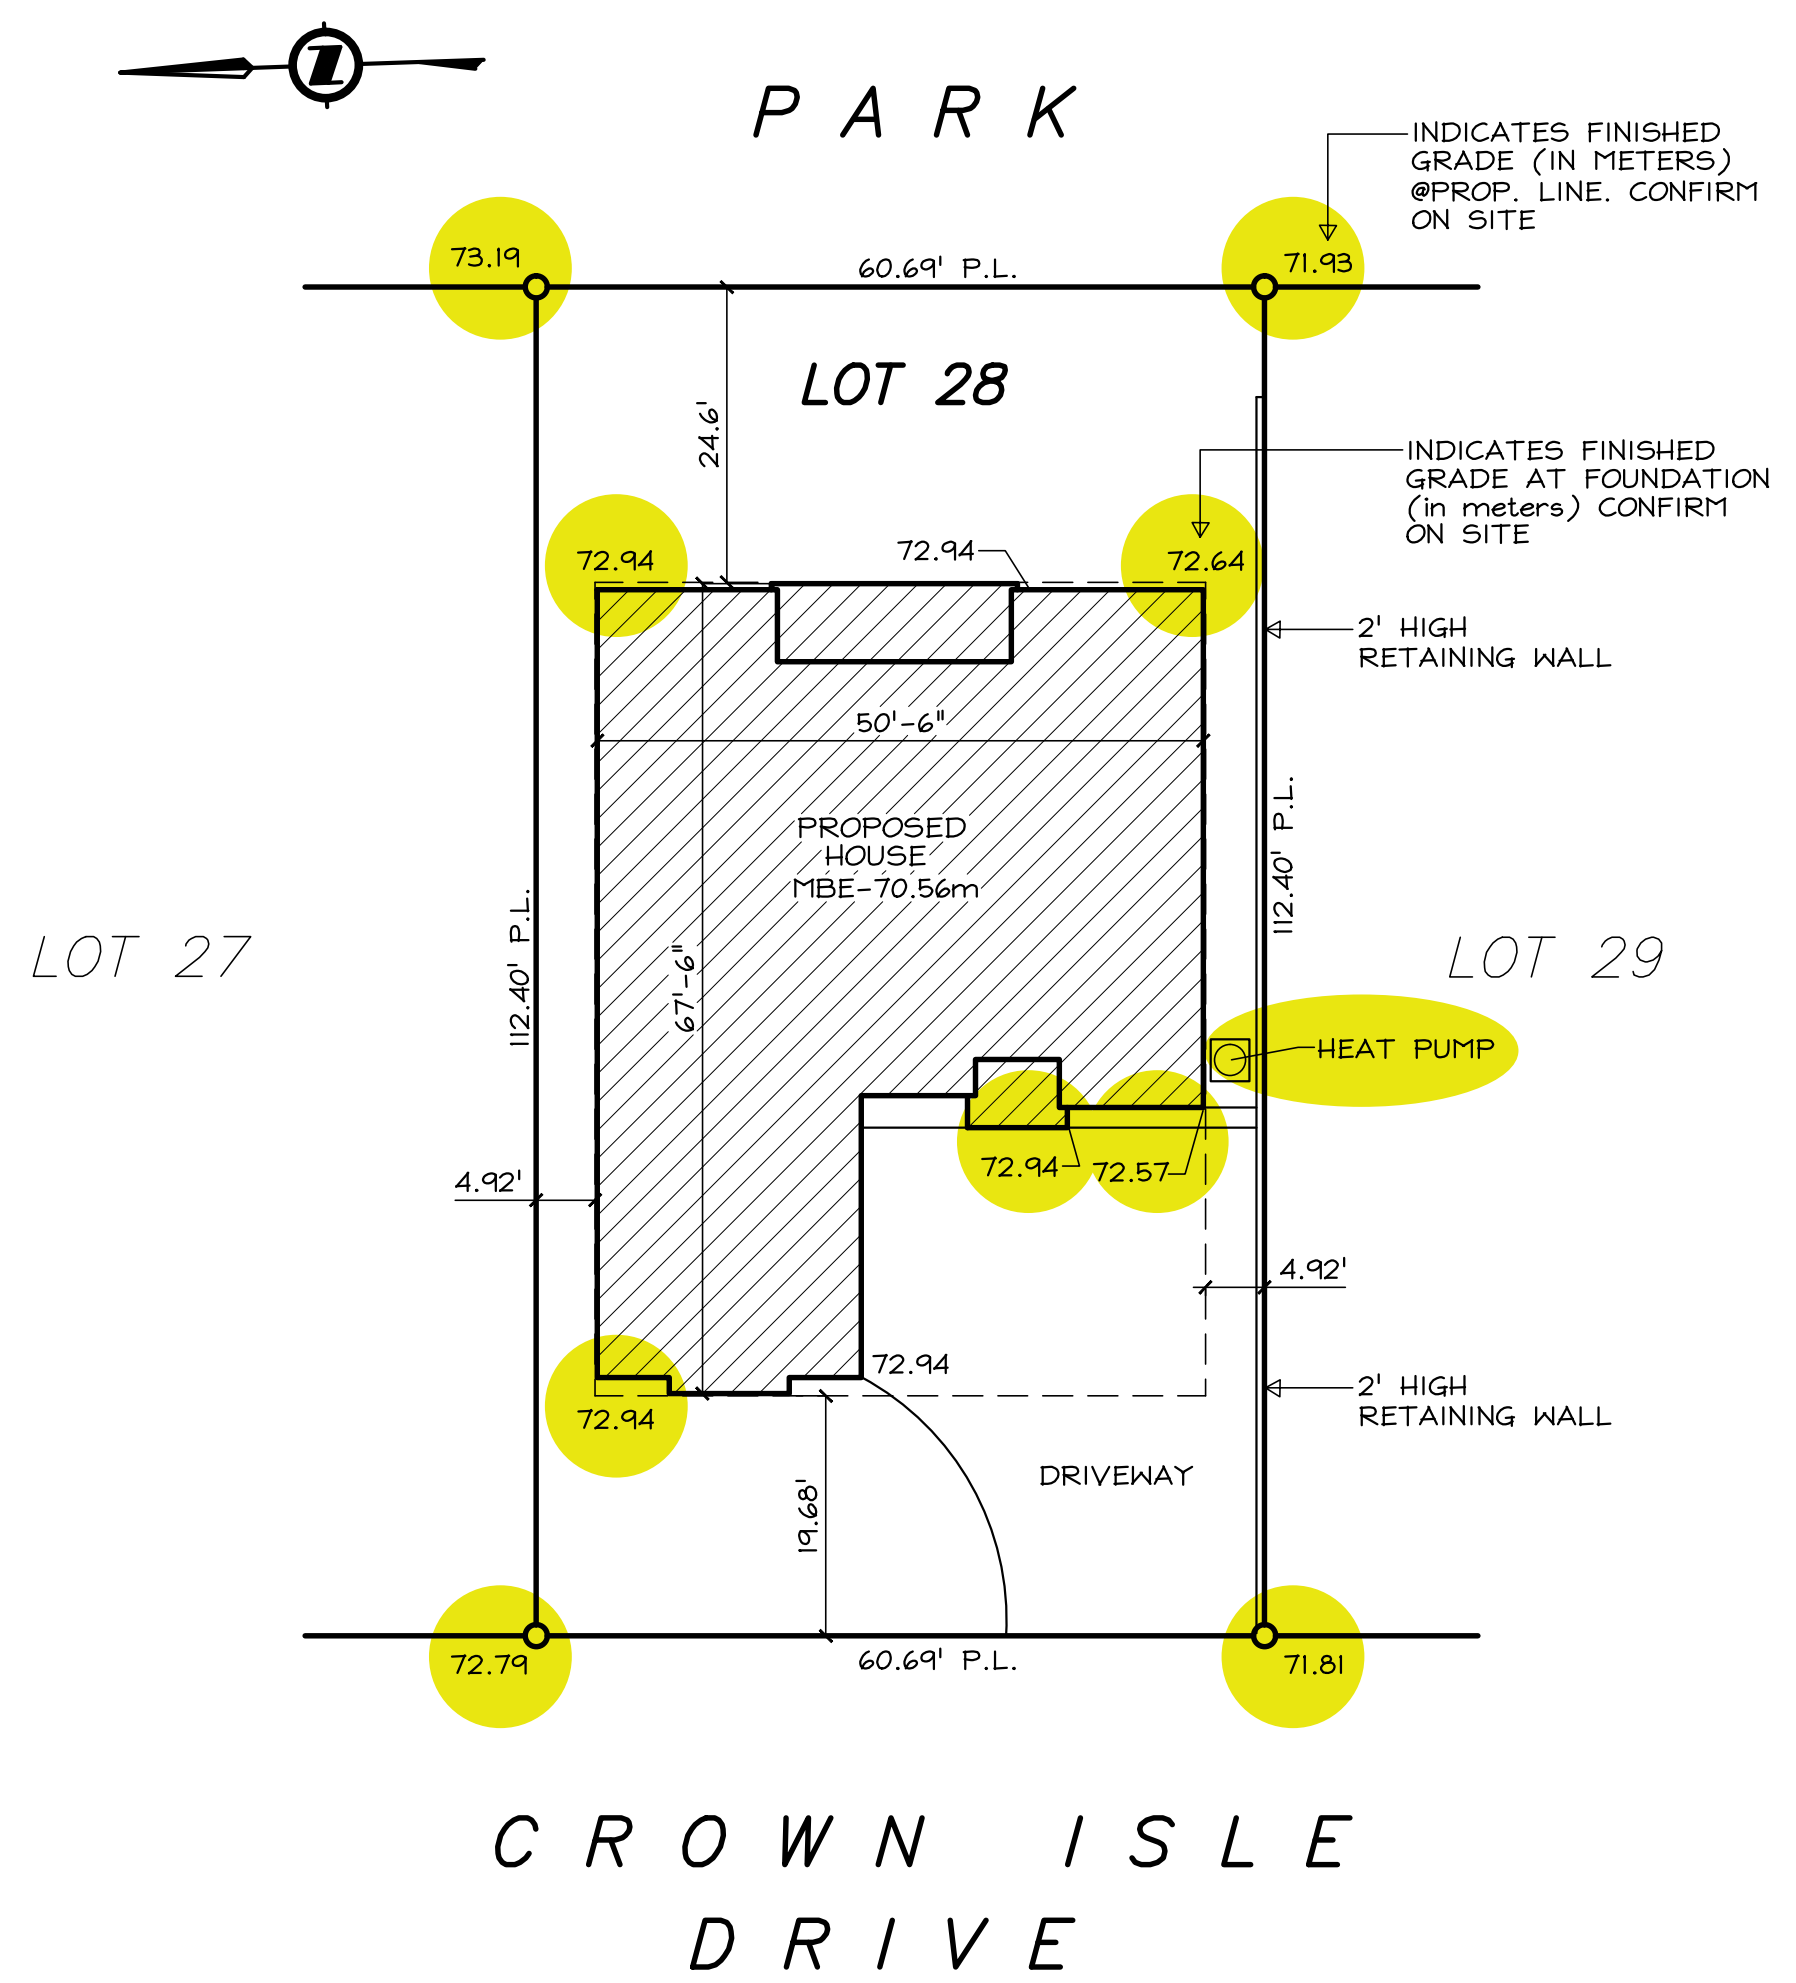 PARK
INDICATES FINISHED
GRADE (IN METERS)
@PROP. LINE. CONFIRM
ON SITE
73.19
60.69' P.L.
71.93
LOT 28
24.6'
INDICATES FINISHED
GRADE AT FOUNDATION
(in meters) CONFIRM
ON SITE
72.94
72.94
72.64
2' HIGH
RETAINING WALL
50'-6"
PROPOSED
HOUSE
MBE-70.56m
112.40' P.L.
112.40' P.L.
67'-6"
LOT 27
LOT 29
HEAT PUMP
72.94
72.57
4.92'
4.92'
72.94
2' HIGH
RETAINING WALL
72.94
DRIVEWAY
19.68'
72.79
60.69' P.L.
71.81
CROWN ISLE
DRIVE